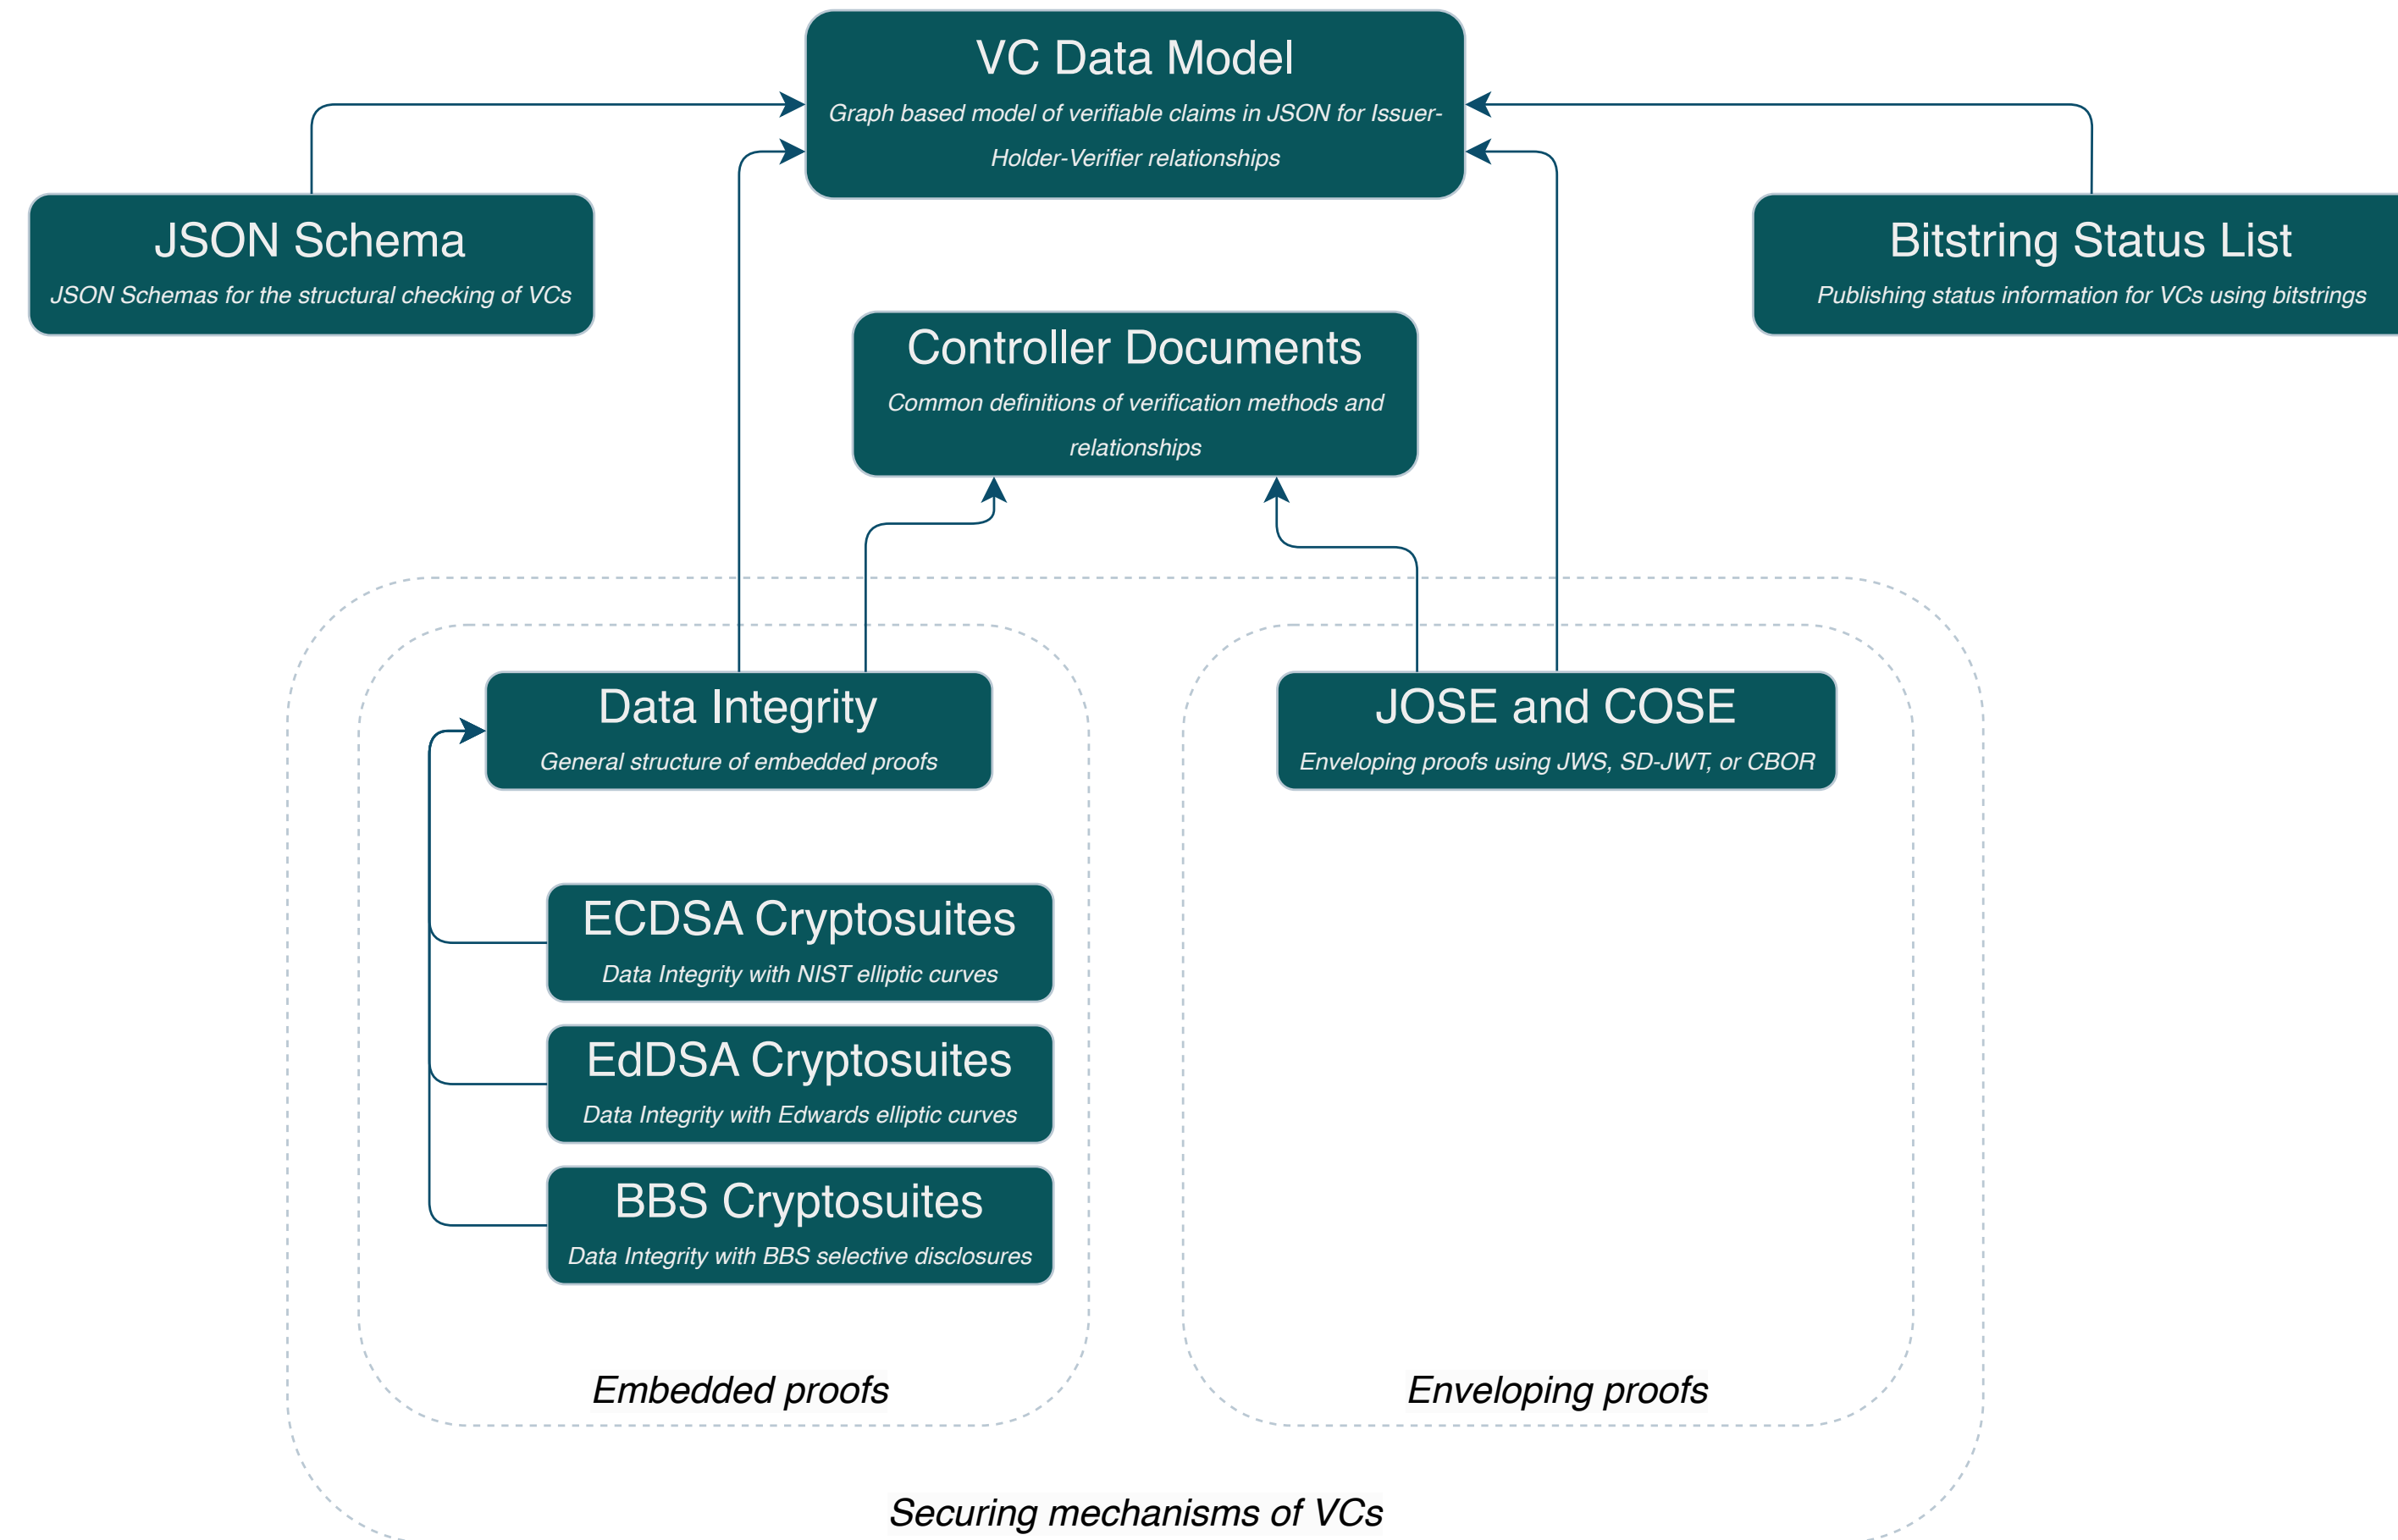 VC Data Model
Graph based model of verifiable claims in JSON for Issuer-
Holder-Verifier relationships
JSON Schema
JSON Schemas for the structural checking of VCs
Bitstring Status List
Publishing status information for VCs using bitstrings
Controller Documents
Common definitions of verification methods and
relationships
Data Integrity
General structure of embedded proofs
JOSE and COSE
Enveloping proofs using JWS, SD-JWT, or CBOR
ECDSA Cryptosuites
Data Integrity with NIST elliptic curves
EdDSA Cryptosuites
Data Integrity with Edwards elliptic curves
BBS Cryptosuites
Data Integrity with BBS selective disclosures
Embedded proofs
Enveloping proofs
Securing mechanisms of VCs